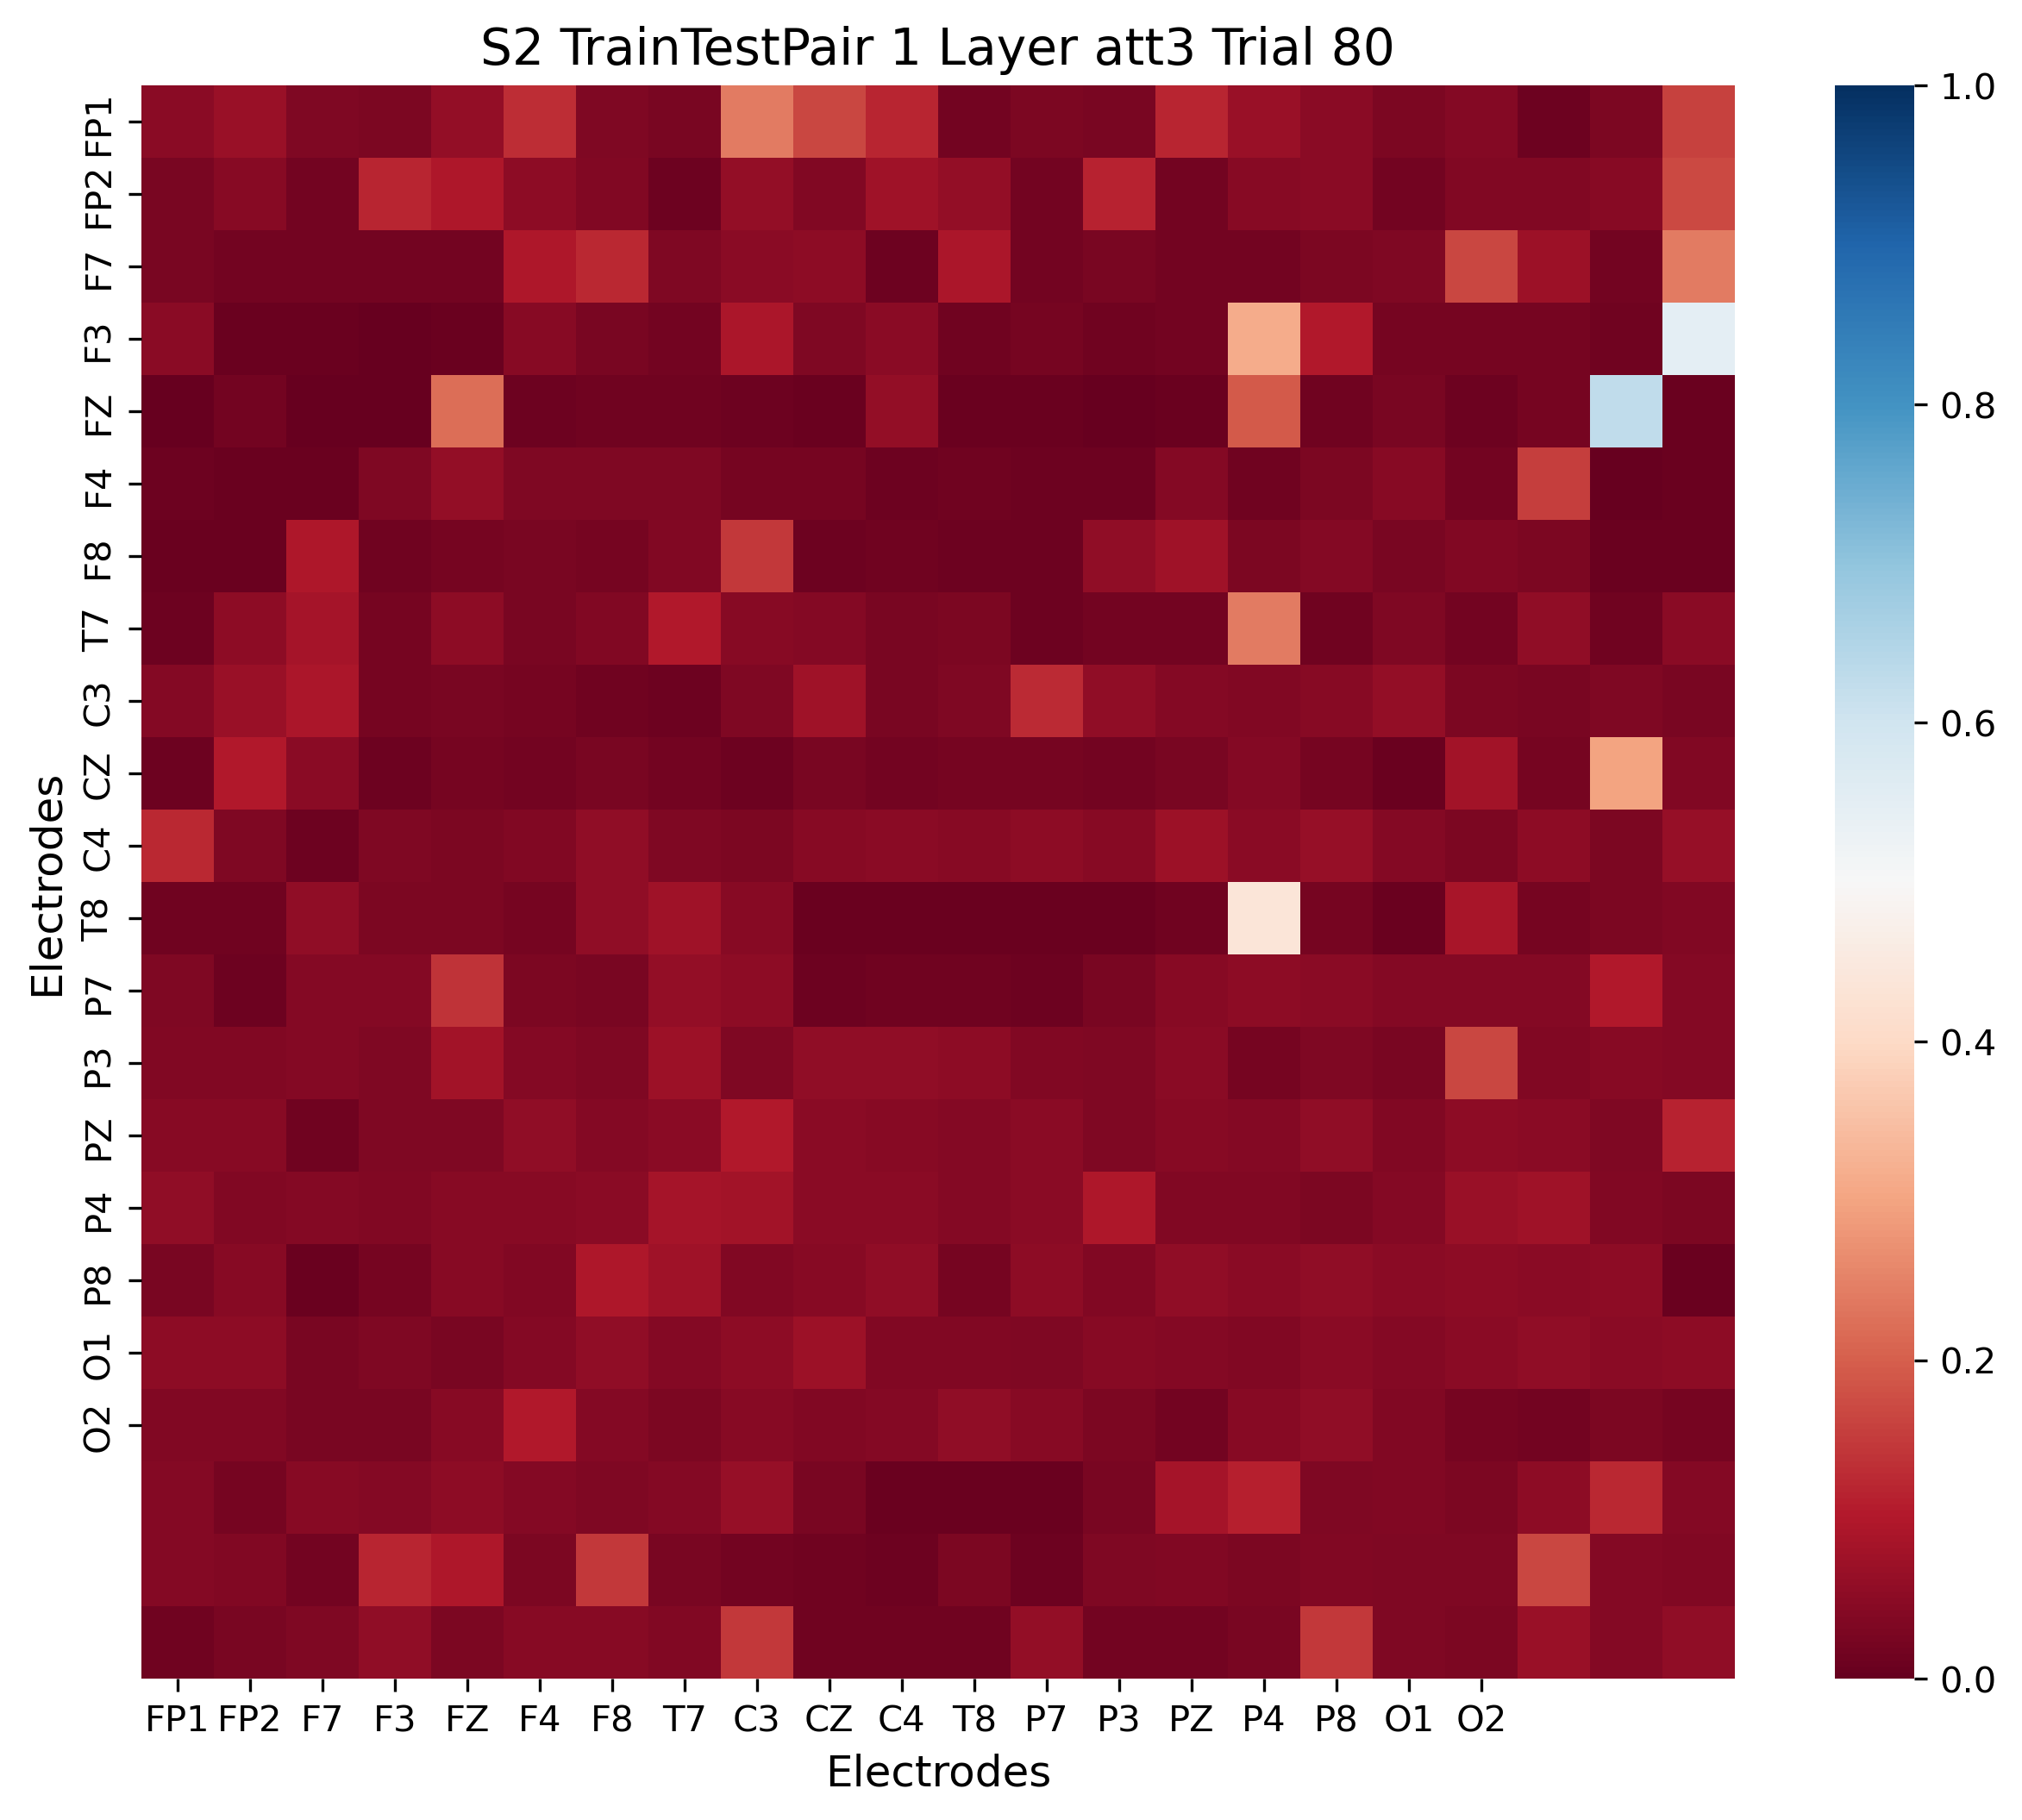 S2 TrainTestPair 1 Layer att3 Trial 80
Electrodes
FP1
FP2
F7
F3
FZ
F4
F8
T7
C3
CZ
C4
T8
P7
P3
PZ
P4
P8
O1
O2
FP1 FP2 F7 F3 FZ F4 F8 T7 C3 CZ C4 T8 P7 P3 PZ P4 P8 O1 O2
Electrodes
1.0
0.8
0.6
0.4
0.2
0.0